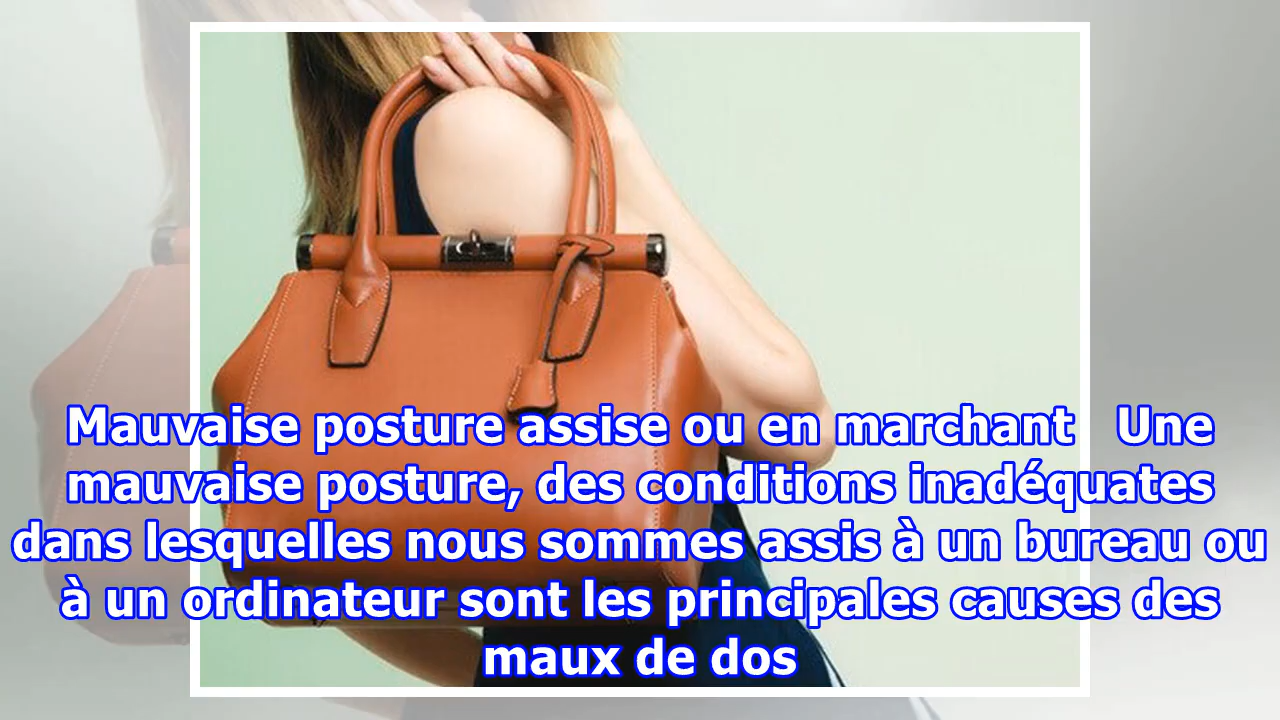 Mauvaise posture assise ou en marchant   Une
mauvaise posture, des conditions inadéquates
dans lesquelles nous sommes assis à un bureau ou
à un ordinateur sont les principales causes des
maux de dos